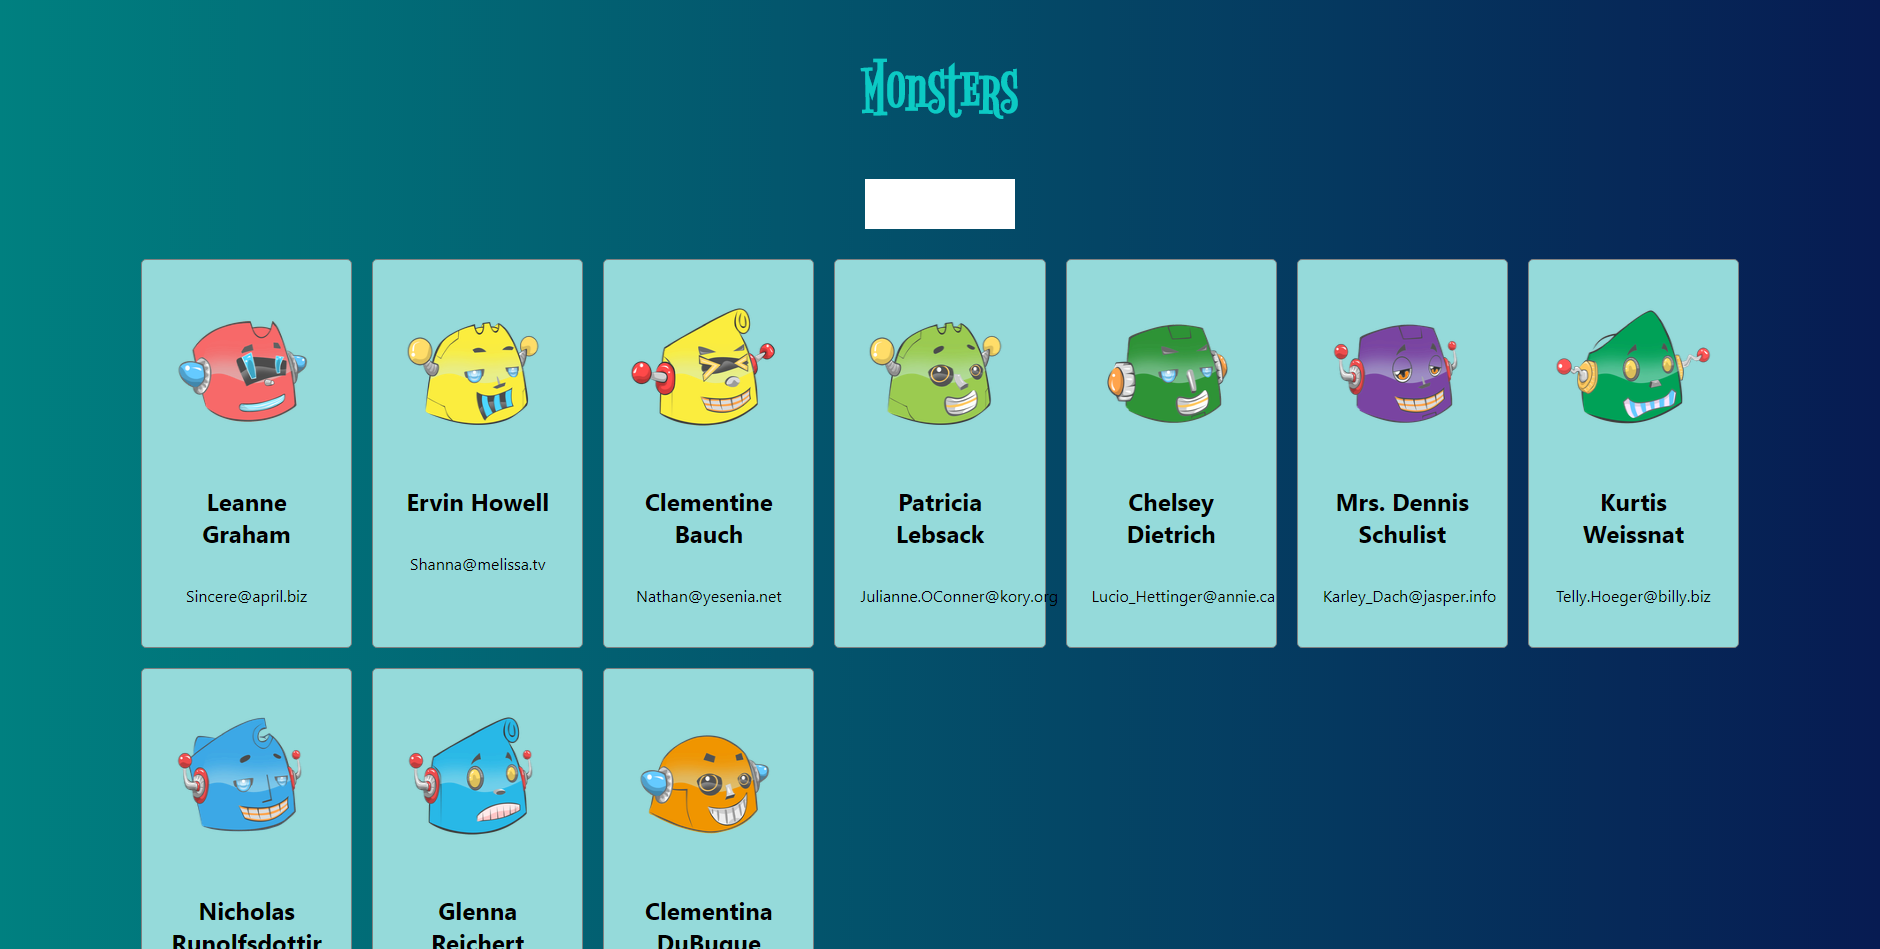 Monsters
Leanne
Graham
Sincere@april.biz
Ervin Howell
Shanna@melissa.tv
Clementine
Bauch
Nathan@yesenia.net
Patricia
Lebsack
Julianne.OConner@kory.org
Chelsey
Dietrich
Lucio_Hettinger@annie.ca
Mrs. Dennis
Schulist
Karley_Dach@jasper.info
Kurtis
Weissnat
Telly.Hoeger@billy.biz
Nicholas
Runolfsdottir
Glenna
Reichert
Clementina
DuBuque